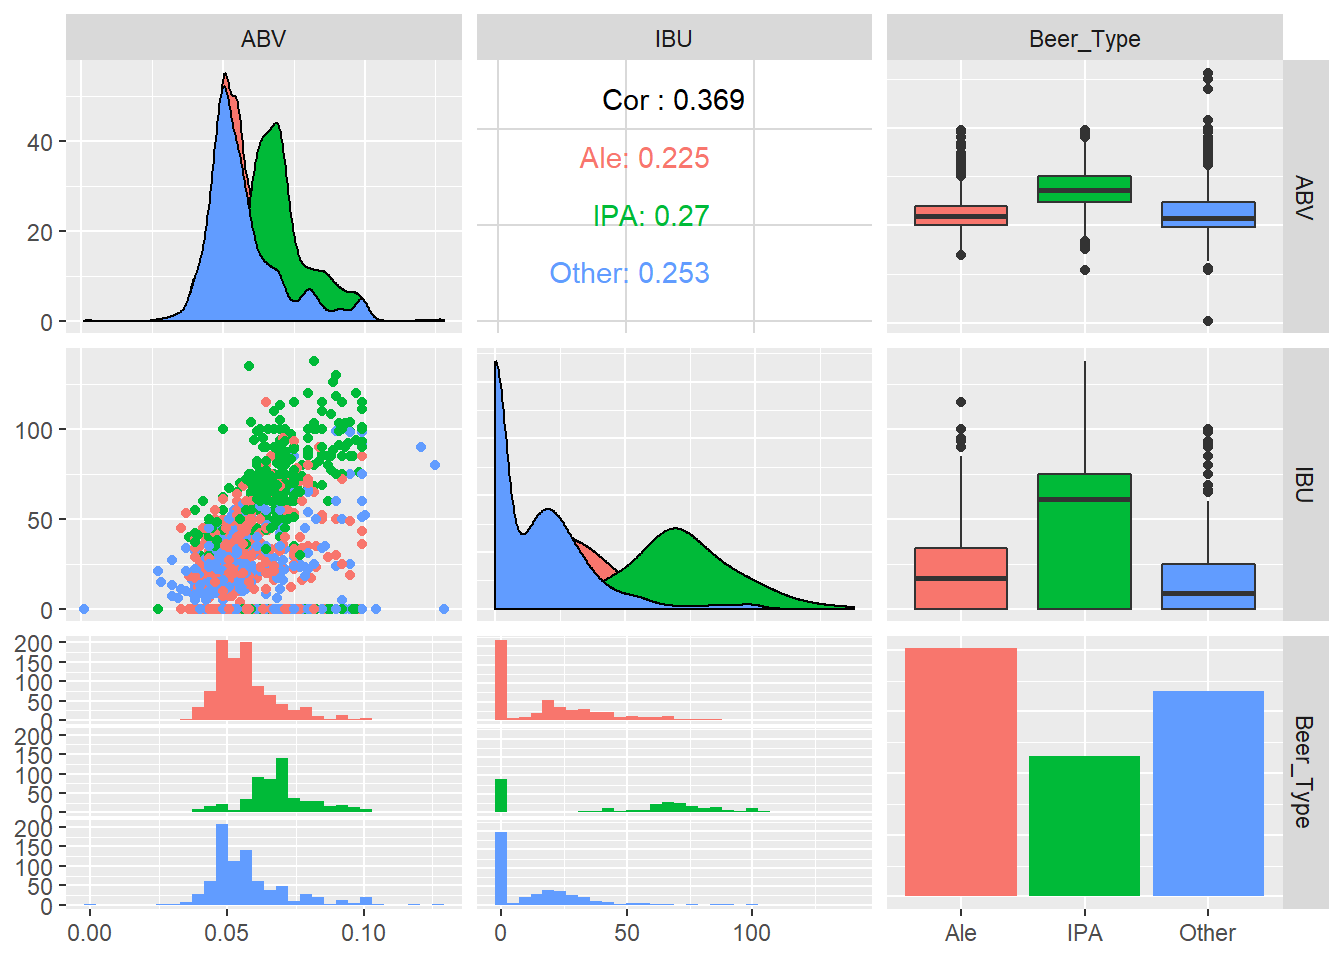 ABV IBU Beer_Type
Cor : 0.369
Ale: 0.225
IPA: 0.27
Other: 0.253
40
20
0
ABV
100
50
0
IBU
200
150
100
50
0
200
150
100
50
0
200
150
100
50
0
Beer_Type
0.00 0.05 0.10 0 50 100 Ale IPA Other